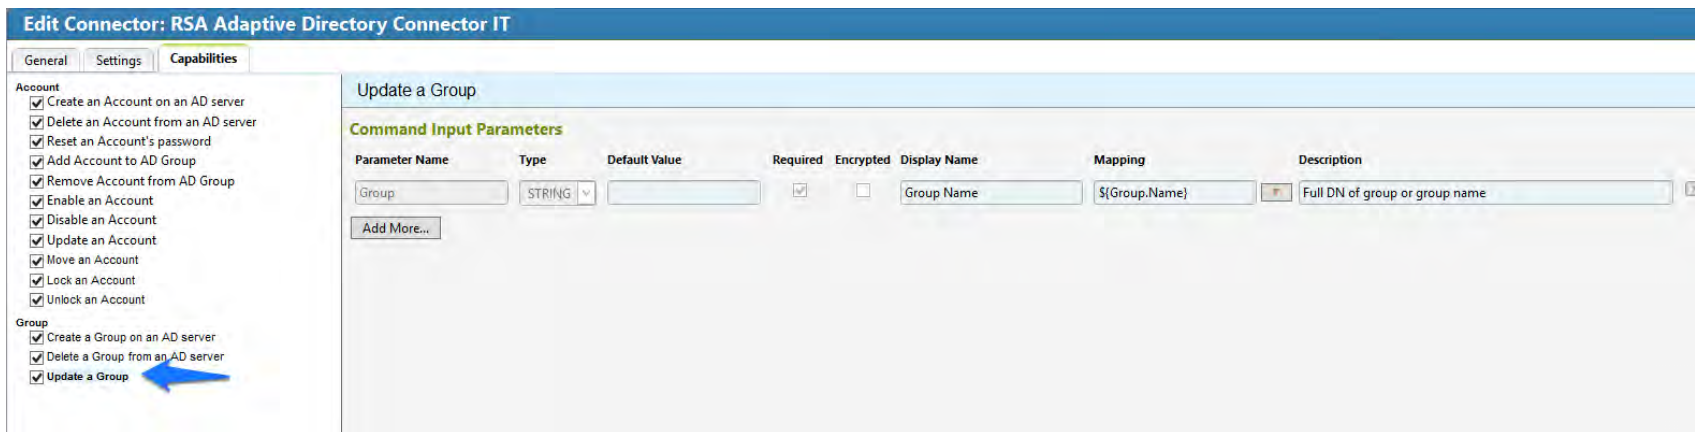 Edit Connector: RSA Adaptive Directory Connector IT
General Settings Capabilities
Account
Create an Account on an AD server
Delete an Account from an AD server
Reset an Account's password
Add Account to AD Group
Remove Account from AD Group
Enable an Account
Disable an Account
Update an Account
Move an Account
Lock an Account
Unlock an Account
Group
Create a Group on an AD server
Delete a Group from an AD server
Update a Group
Update a Group
Command Input Parameters
Parameter Name Type Default Value Required Encrypted Display Name Mapping Description
Group STRING Group Name ${Group.Name} Full DN of group or group name
Add More...